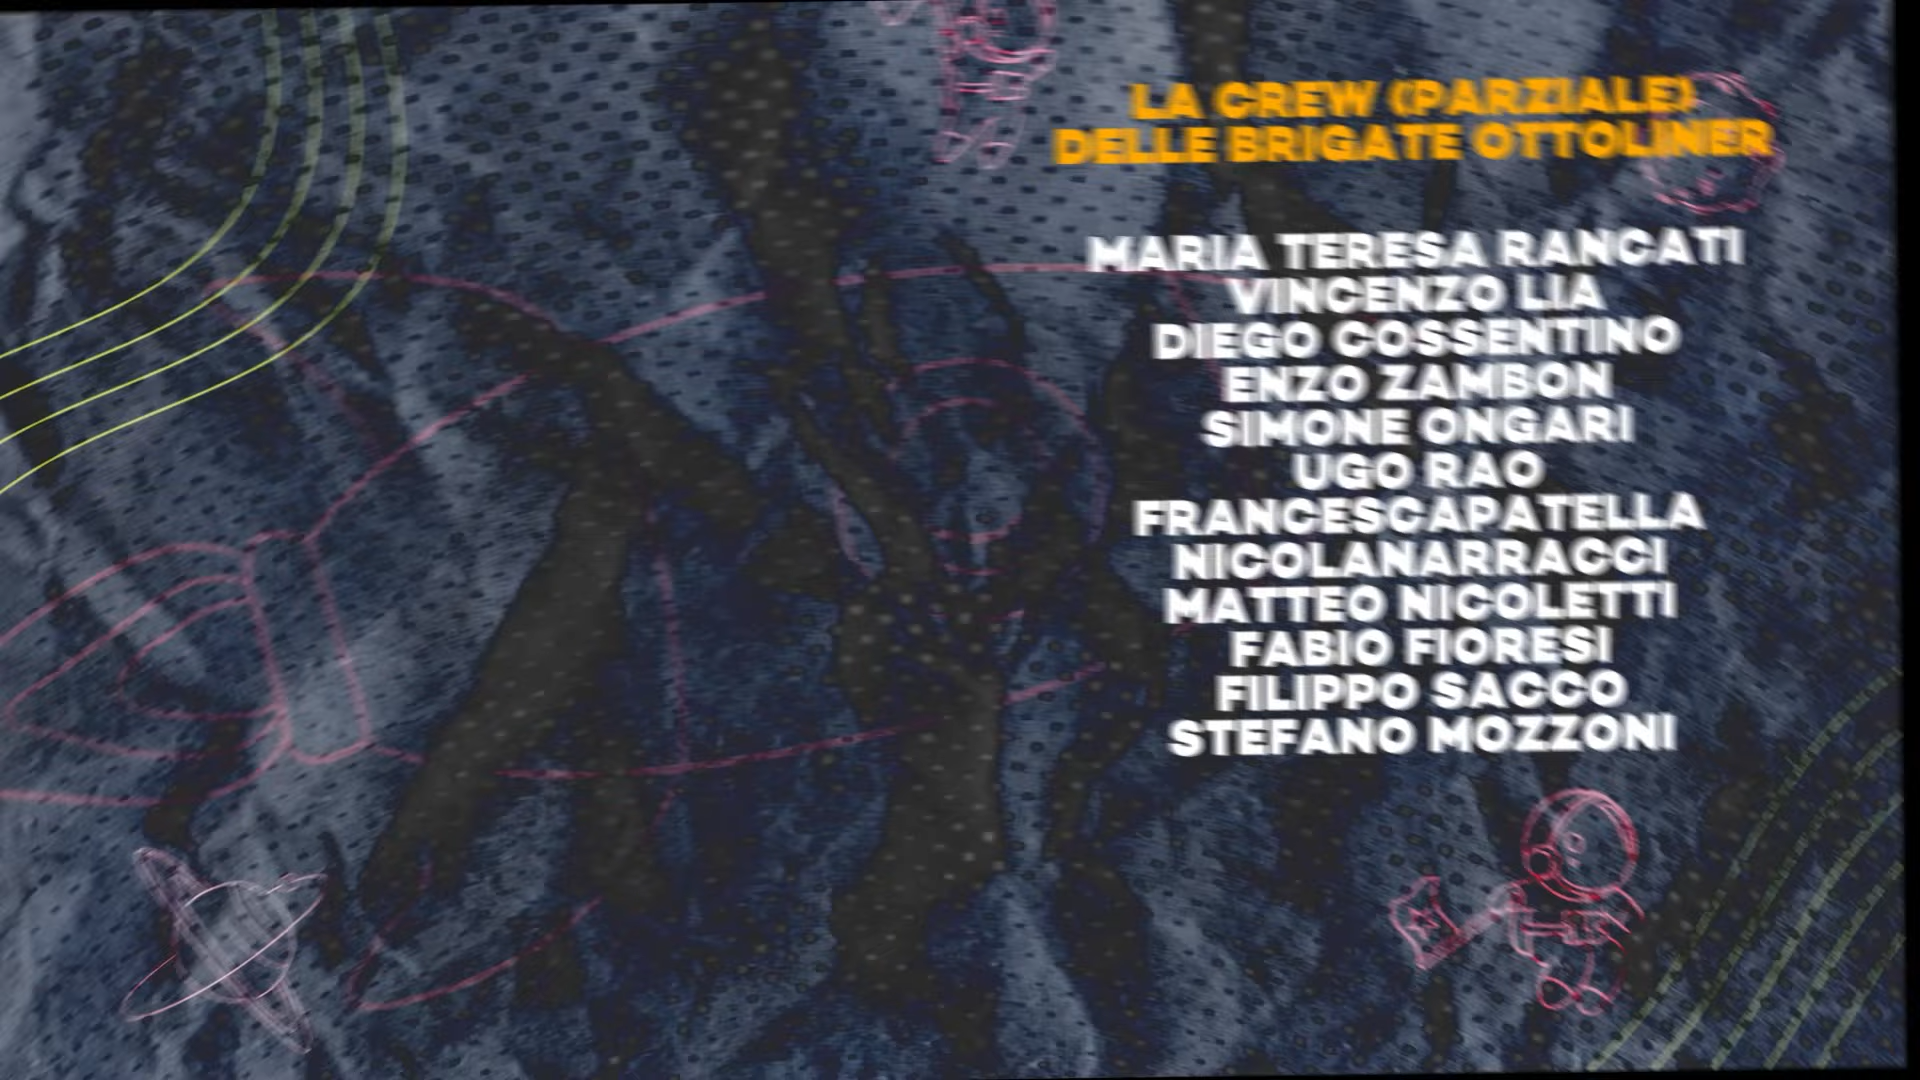 LA CREW (PARZIALE)
DELLE BRIGATE OTTOLINER
MARIA TERESA RANCATI
VINCENZO LIA
DIEGO COSSENTINO
ENZO ZAMBON
SIMONE ONGARI
UGO RAO
FRANCESCAPATELLA
NICOLANARRACCI
MATTEO NICOLETTI
FABIO FIORESI
FILIPPO SACCO
STEFANO MOZZONI